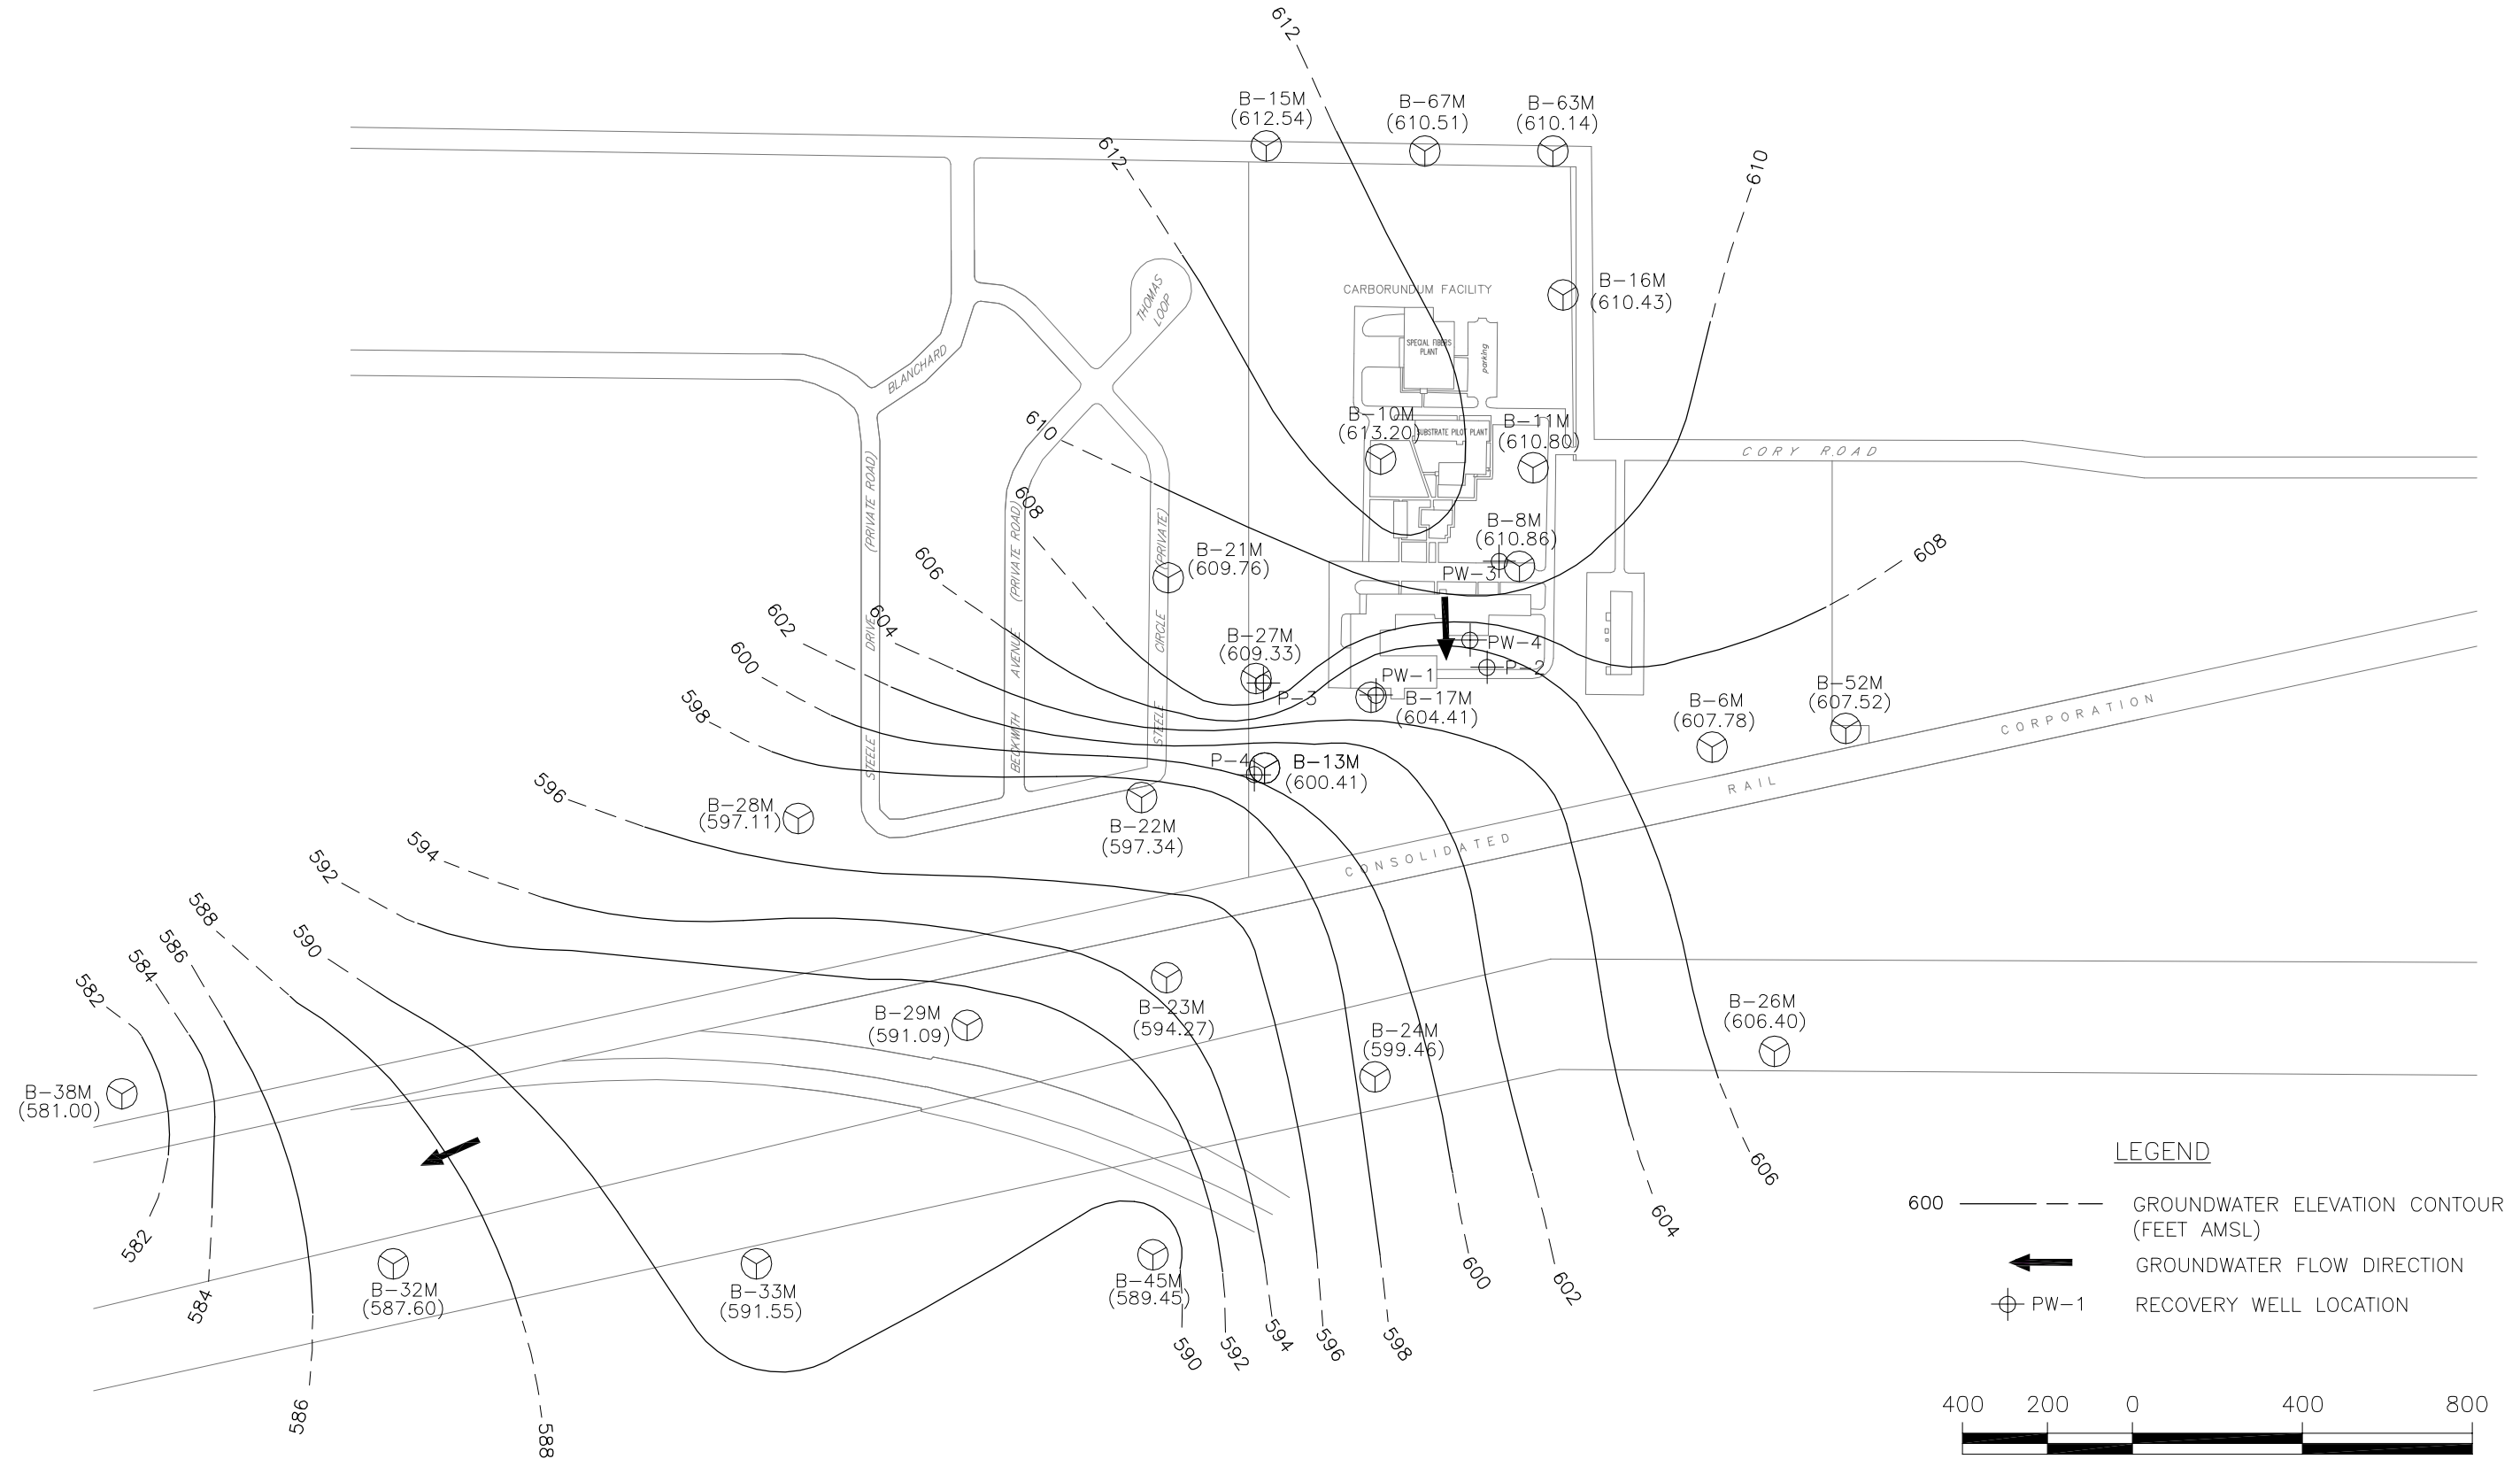 612
B-15M
(612.54)
B-67M
(610.51)
B-63M
(610.14)
612
610
CARBORUNDUM FACILITY
B-16M
(610.43)
THOMAS
LOOP
SPECIAL FIBERS
PLANT
parking
BLANCHARD
610
B-10M
(613.20)
SUBSTRATE PILOT PLANT
B-11M
(610.80)
CORY ROAD
608
STEELE DRIVE (PRIVATE ROAD)
BECKWITH AVENUE (PRIVATE ROAD)
STEELE CIRCLE (PRIVATE)
B-21M
(609.76)
B-8M
(610.86)
PW-3
608
606
602
604
600
B-27M
(609.33)
P-3
PW-4
P-2
PW-1
B-17M
(604.41)
B-6M
(607.78)
B-52M
(607.52)
598
P-4
B-13M
(600.41)
CONSOLIDATED RAIL CORPORATION
596
B-28M
(597.11)
B-22M
(597.34)
594
592
588
590
586
584
582
B-29M
(591.09)
B-23M
(594.27)
B-24M
(599.46)
B-26M
(606.40)
B-38M
(581.00)
606
604
582
584
B-32M
(587.60)
B-33M
(591.55)
B-45M
(589.45)
600
602
590
592
594
596
598
586
588
LEGEND
600 GROUNDWATER ELEVATION CONTOUR
(FEET AMSL)
GROUNDWATER FLOW DIRECTION
PW-1 RECOVERY WELL LOCATION
400 200 0 400 800